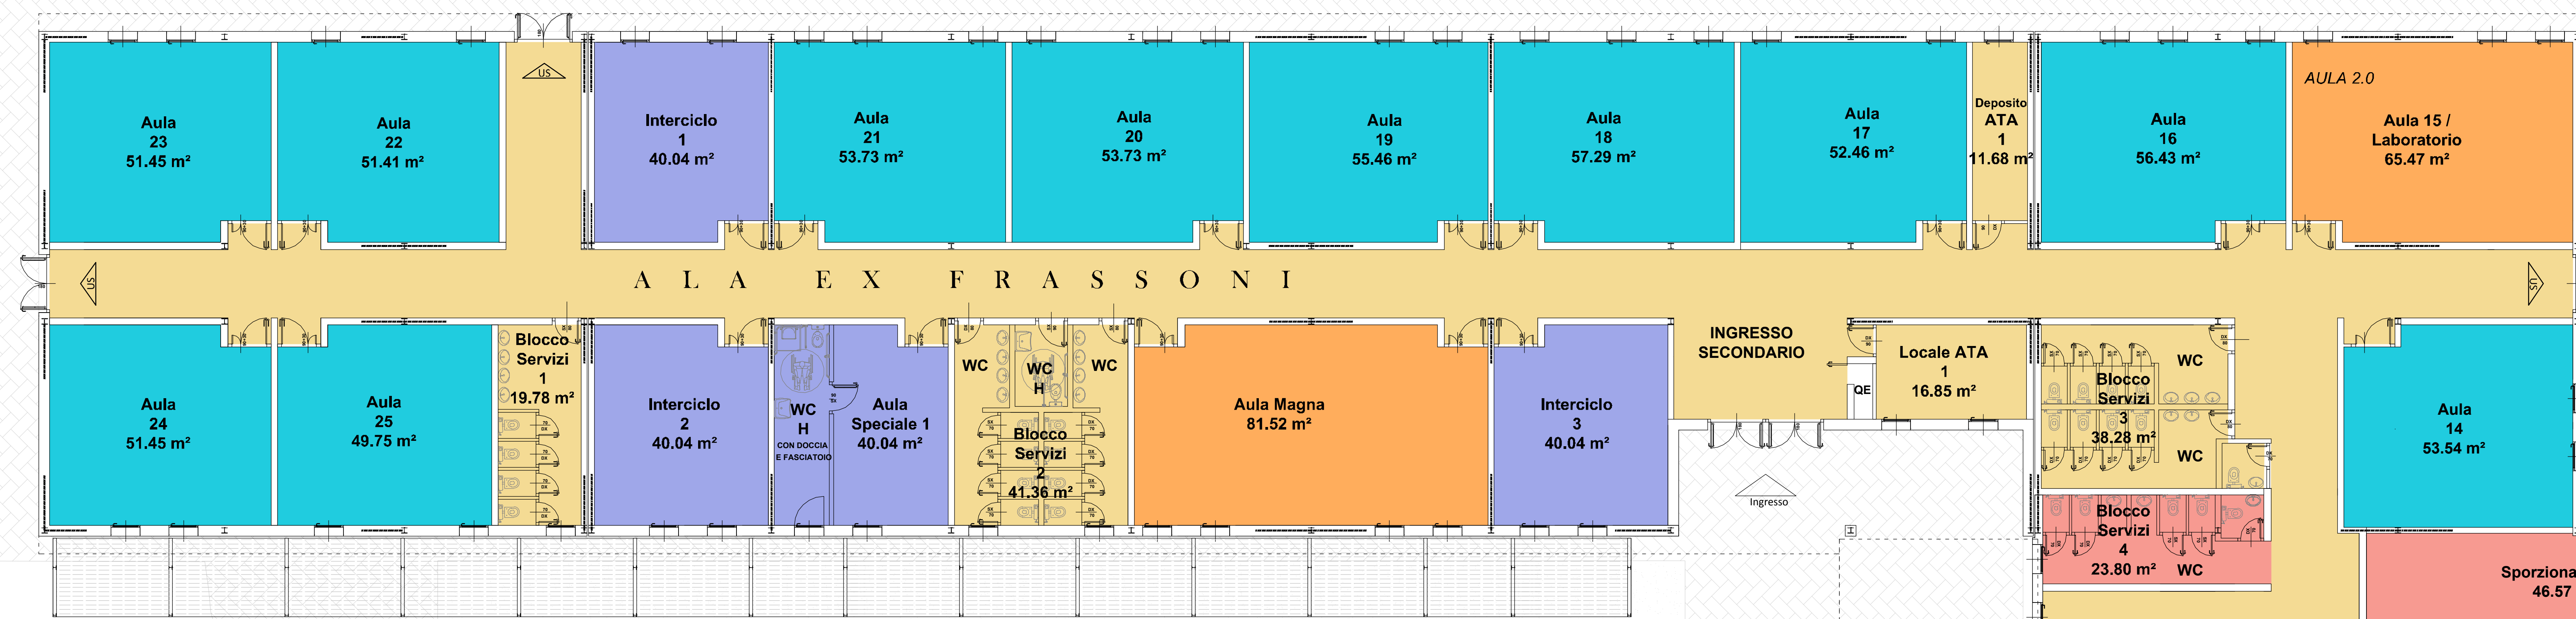 US
Aula
23
51.45 m²
Aula
22
51.41 m²
Interciclo
1
40.04 m²
Aula
21
53.73 m²
Aula
20
53.73 m²
Aula
19
55.46 m²
Aula
18
57.29 m²
Aula
17
52.46 m²
Deposito
ATA
1
11.68 m²
Aula
16
56.43 m²
AULA 2.0
Aula 15 /
Laboratorio
65.47 m²
US
ALA EX FRASSONI
US
Aula
24
51.45 m²
Aula
25
49.75 m²
Blocco
Servizi
1
19.78 m²
Interciclo
2
40.04 m²
WC
H
CON DOCCIA
E FASCIATOIO
Aula
Speciale 1
40.04 m²
WC
WC
H
WC
Blocco
Servizi
2
41.36 m²
Aula Magna
81.52 m²
Interciclo
3
40.04 m²
INGRESSO
SECONDARIO
QE
Locale ATA
1
16.85 m²
Ingresso
WC
Blocco
Servizi
3
38.28 m²
WC
Blocco
Servizi
4
23.80 m²
WC
Aula
14
53.54 m²
Sporziona
46.57